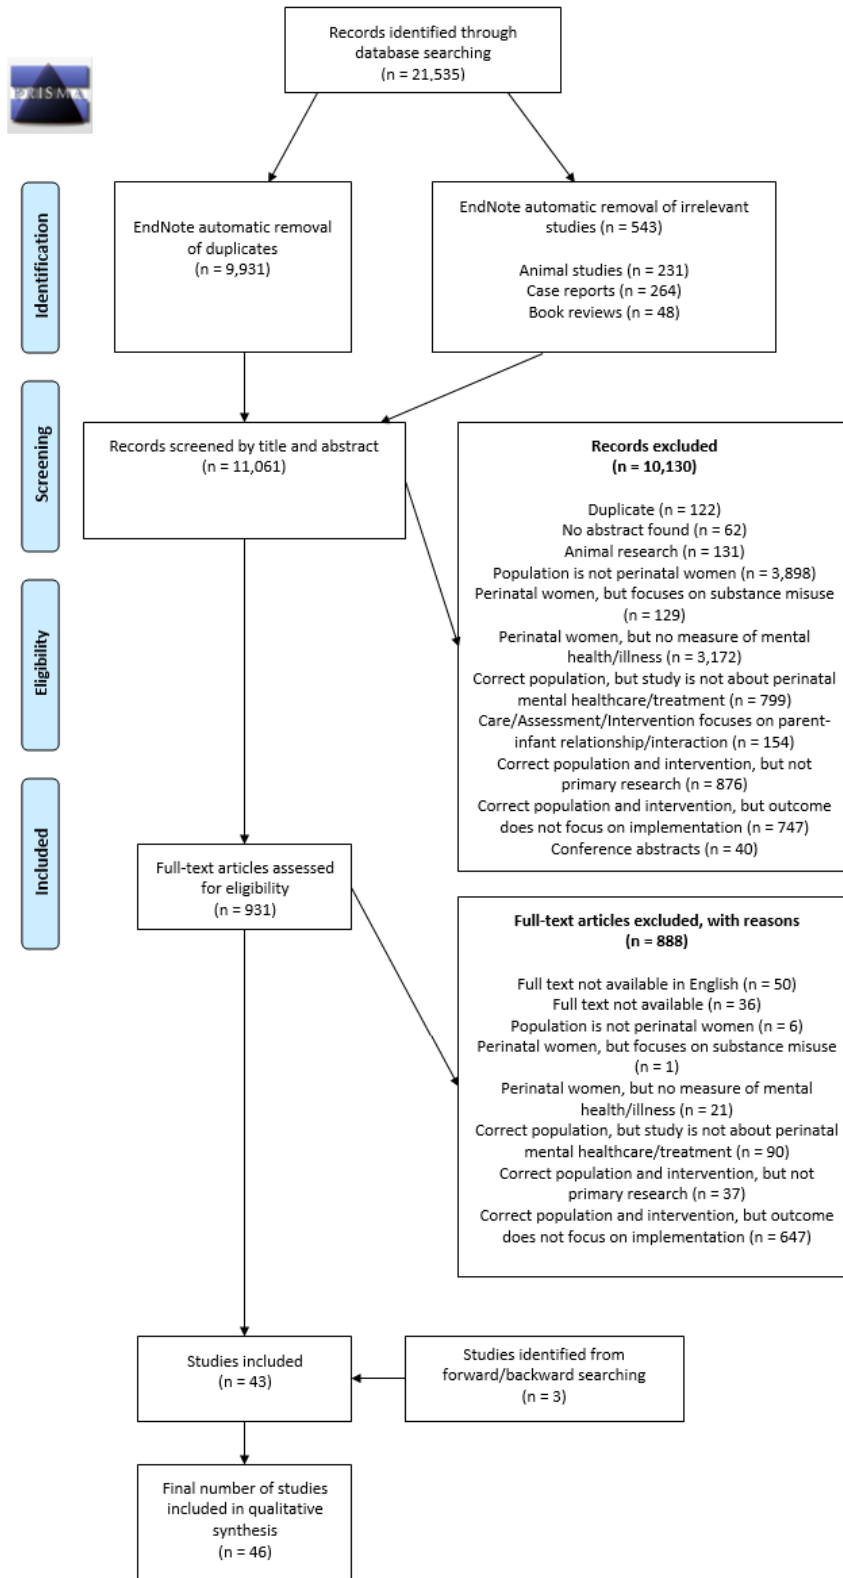 Records identified through
database searching
(n = 21,535)
PRISMA
Identification
EndNote automatic removal
of duplicates
(n = 9,931)
EndNote automatic removal of irrelevant
studies (n = 543)
Animal studies (n = 231)
Case reports (n = 264)
Book reviews (n = 48)
Screening
Records screened by title and abstract
(n = 11,061)
Records excluded
(n = 10,130)
Duplicate (n = 122)
No abstract found (n = 62)
Animal research (n = 131)
Population is not perinatal women (n = 3,898)
Perinatal women, but focuses on substance misuse
(n = 129)
Perinatal women, but no measure of mental
health/illness (n = 3,172)
Correct population, but study is not about perinatal
mental healthcare/treatment (n = 799)
Care/Assessment/Intervention focuses on parent-
infant relationship/interaction (n = 154)
Correct population and intervention, but not
primary research (n = 876)
Correct population and intervention, but outcome
does not focus on implementation (n = 747)
Conference abstracts (n = 40)
Eligibility
Included
Full-text articles assessed
for eligibility
(n = 931)
Full-text articles excluded, with reasons
(n = 888)
Full text not available in English (n = 50)
Full text not available (n = 36)
Population is not perinatal women (n = 6)
Perinatal women, but focuses on substance misuse
(n = 1)
Perinatal women, but no measure of mental
health/illness (n = 21)
Correct population, but study is not about perinatal
mental healthcare/treatment (n = 90)
Correct population and intervention, but not
primary research (n = 37)
Correct population and intervention, but outcome
does not focus on implementation (n = 647)
Studies included
(n = 43)
Studies identified from
forward/backward searching
(n = 3)
Final number of studies
included in qualitative
synthesis
(n = 46)